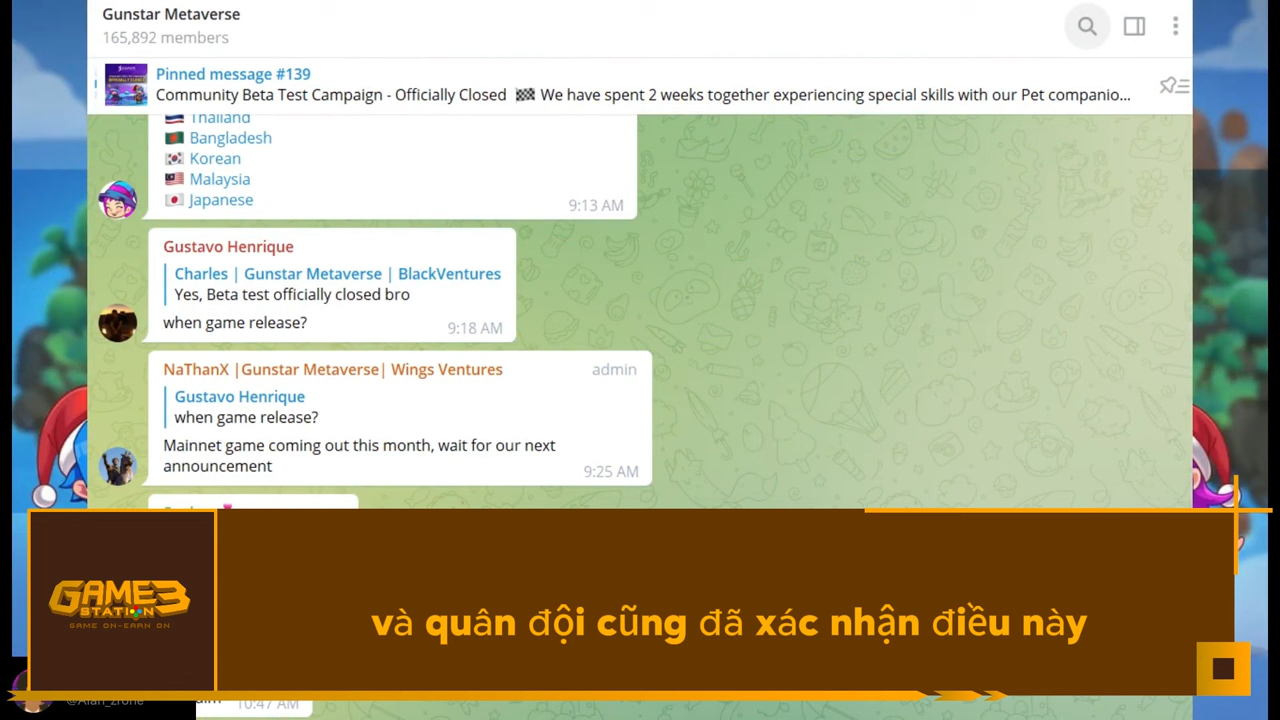 Gunstar Metaverse
165,892 members
Pinned message #139
Community Beta Test Campaign - Officially Closed 🏁 We have spent 2 weeks together experiencing special skills with our Pet companio...
Thailand
Bangladesh
Korean
Malaysia
Japanese
9:13 AM
Gustavo Henrique
Charles | Gunstar Metaverse | BlackVentures
Yes, Beta test officially closed bro
when game release?
9:18 AM
NaThanX |Gunstar Metaverse| Wings Ventures
admin
Gustavo Henrique
when game release?
Mainnet game coming out this month, wait for our next
announcement
9:25 AM
GAME3
STATION
GAME ON-EARN ON
và quân đội cũng đã xác nhận điều này
10:47 AM